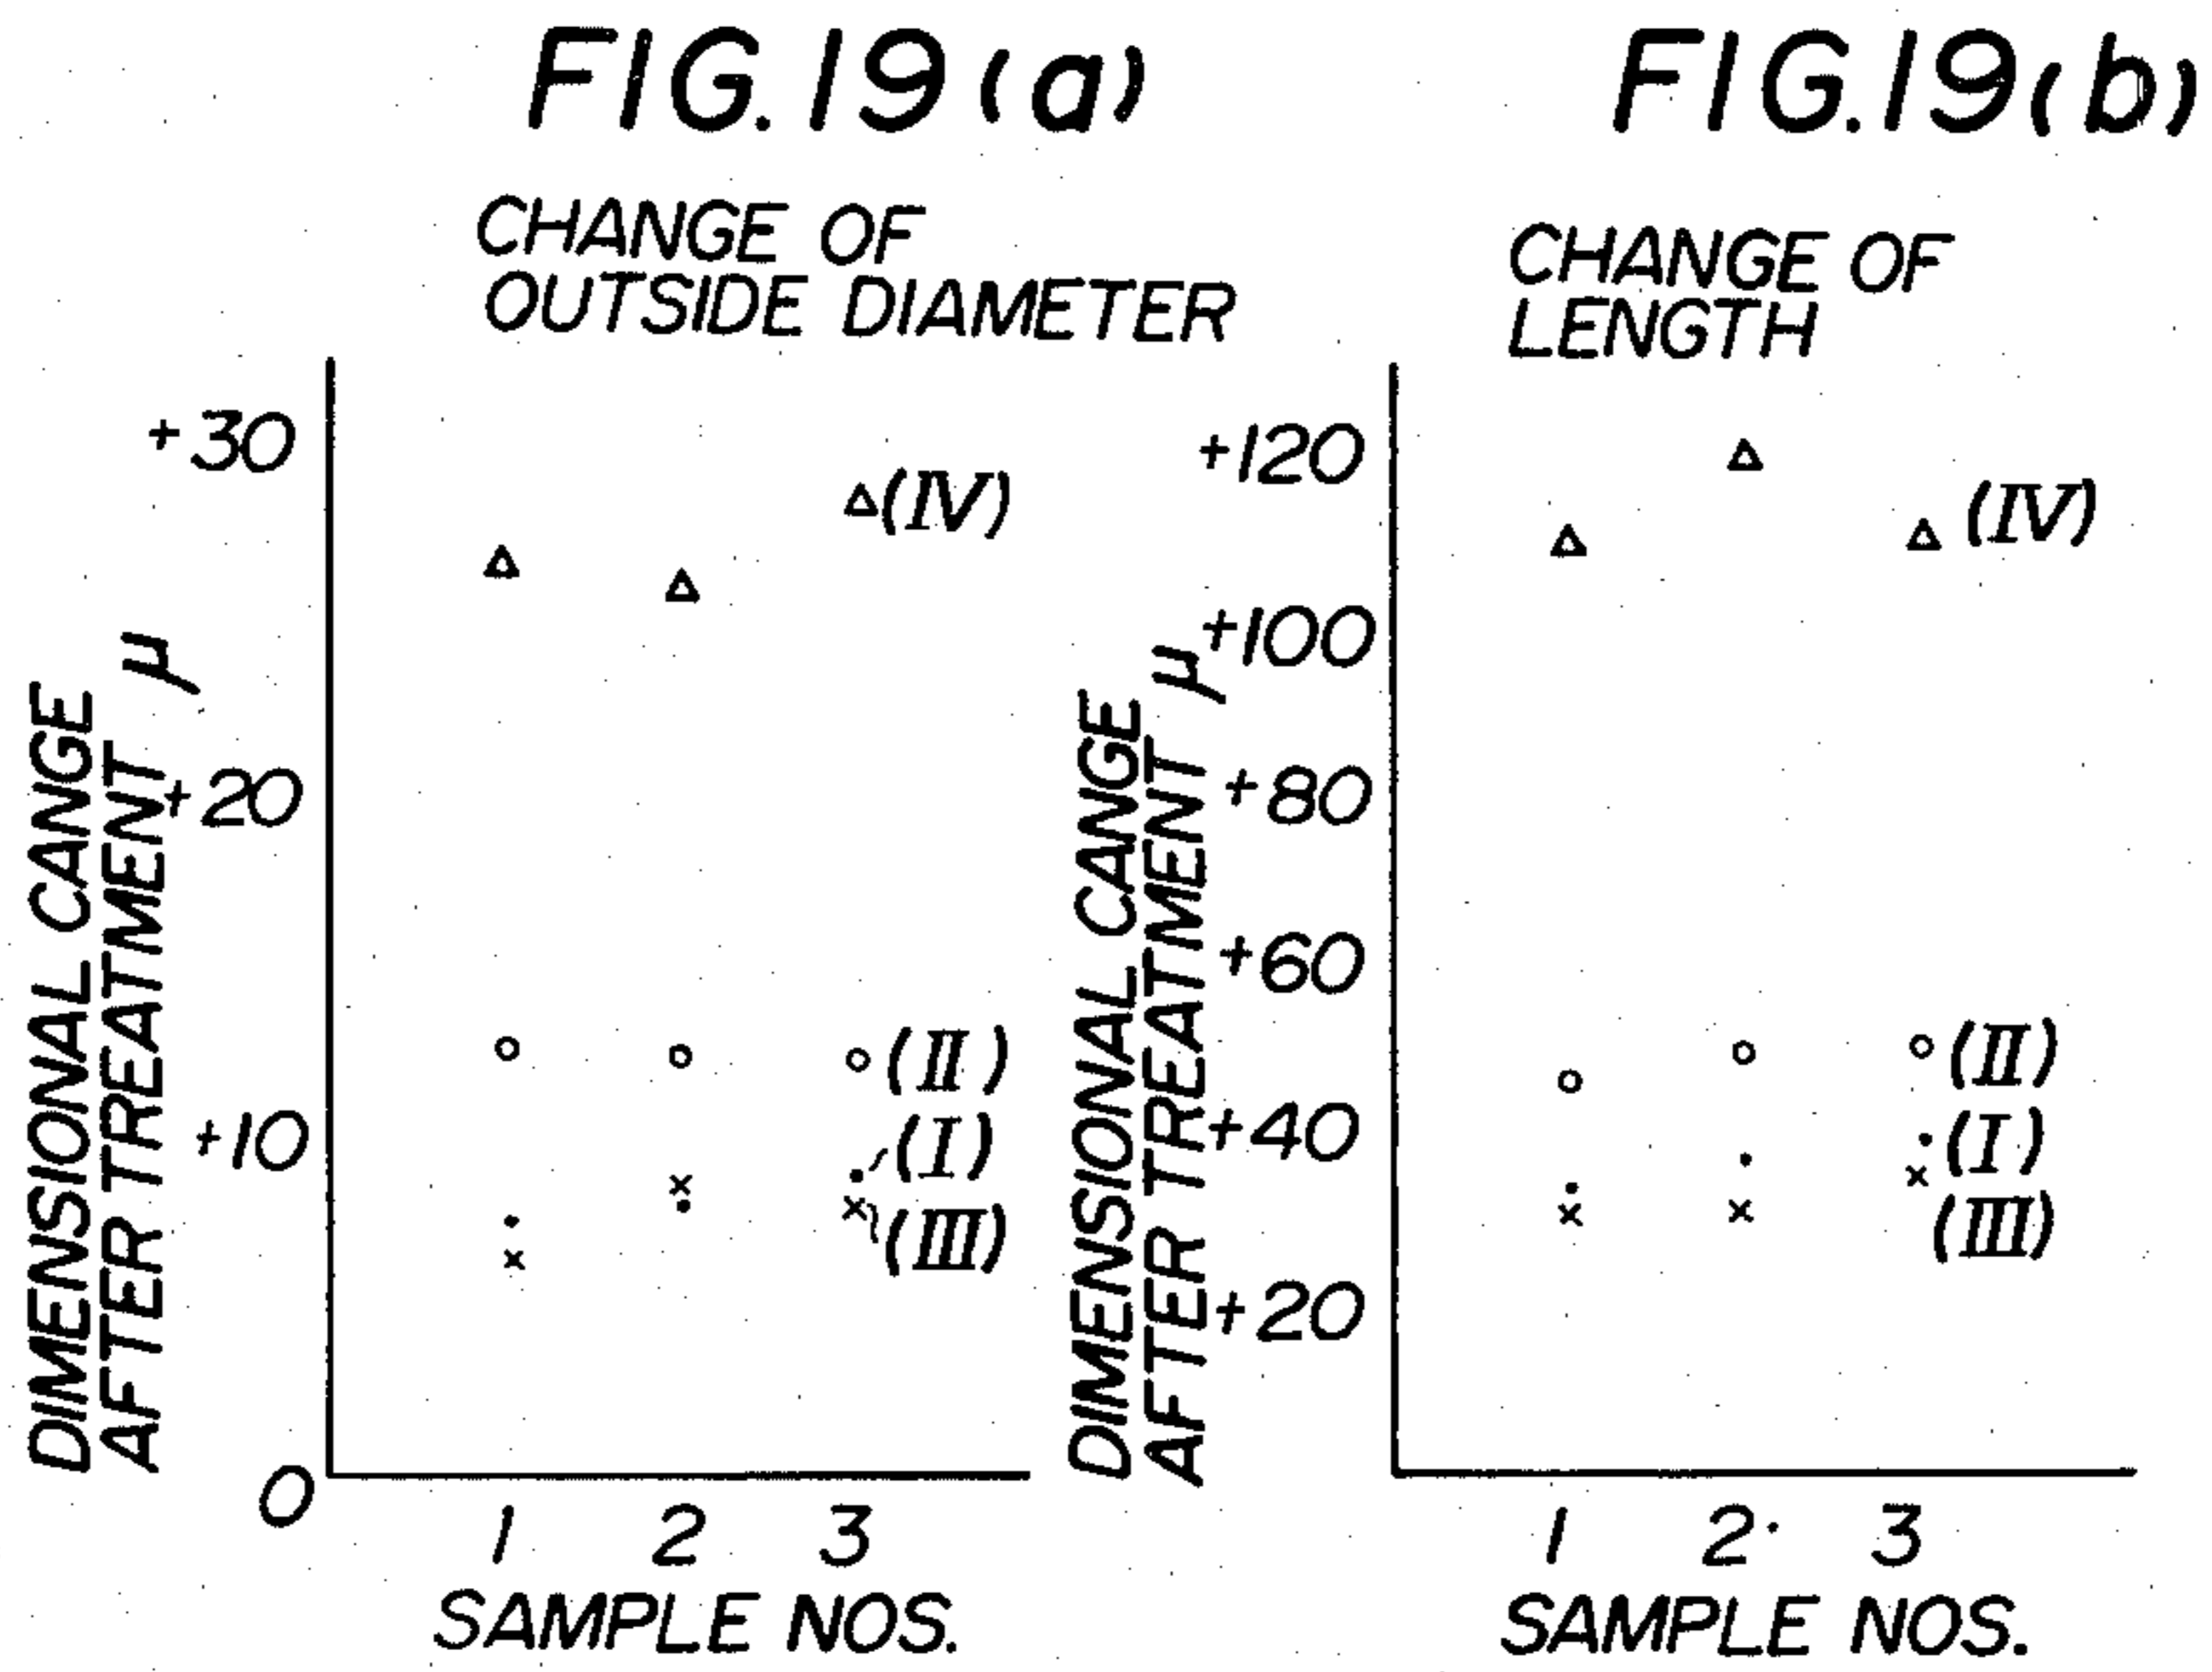 FIG. 19 (a)
CHANGE OF
OUTSIDE DIAMETER
+30
+20
+10
0
DIMENSIONAL CANGE
AFTER TREATMENT μ
(IV)
(II)
(I)
(III)
1 2 3
SAMPLE NOS.
FIG. 19 (b)
CHANGE OF
LENGTH
+120
+100
+80
+60
+40
+20
DIMENSIONAL CANGE
AFTER TREATMENT μ
(IV)
(II)
(I)
(III)
1 2 3
SAMPLE NOS.